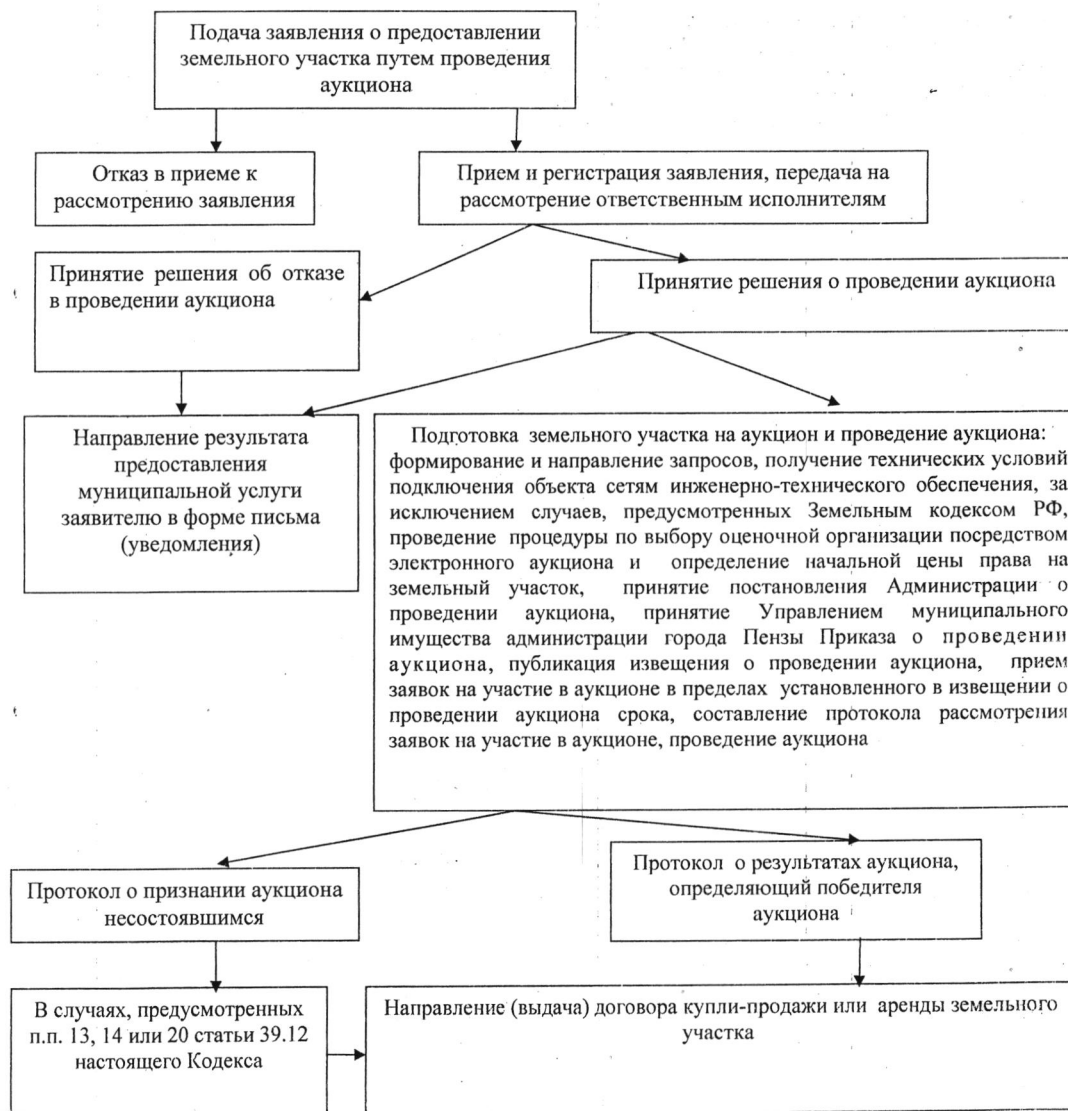 Подача заявления о предоставлении
земельного участка путем проведения
аукциона
Отказ в приеме к
рассмотрению заявления
Прием и регистрация заявления, передача на
рассмотрение ответственным исполнителям
Принятие решения об отказе
в проведении аукциона
Принятие решения о проведении аукциона
Направление результата
предоставления
муниципальной услуги
заявителю в форме письма
(уведомления)
Подготовка земельного участка на аукцион и проведение аукциона:
формирование и направление запросов, получение технических условий
подключения объекта сетям инженерно-технического обеспечения, за
исключением случаев, предусмотренных Земельным кодексом РФ,
проведение процедуры по выбору оценочной организации посредством
электронного аукциона и определение начальной цены права на
земельный участок, принятие постановления Администрации о
проведении аукциона, принятие Управлением муниципального
имущества администрации города Пензы Приказа о проведении
аукциона, публикация извещения о проведении аукциона, прием
заявок на участие в аукционе в пределах установленного в извещении о
проведении аукциона срока, составление протокола рассмотрения
заявок на участие в аукционе, проведение аукциона
Протокол о признании аукциона
несостоявшимся
Протокол о результатах аукциона,
определяющий победителя
аукциона
В случаях, предусмотренных
п.п. 13, 14 или 20 статьи 39.12
настоящего Кодекса
Направление (выдача) договора купли-продажи или аренды земельного
участка